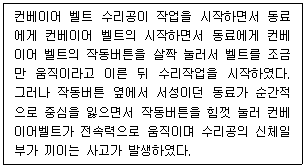 컨베이어 벨트 수리공이 작업을 시작하면서 동료
에게 컨베이어 벨트의 시작하면서 동료에게 컨베
이어 벨트의 작동버튼을 살짝 눌러서 벨트를 조금
만 움직이라고 이른 뒤 수리작업을 시작하였다.
그러나 작동버튼 옆에서 서성이던 동료가 순간적
으로 중심을 잃으면서 작동버튼을 힘껏 눌러 컨베
이어벨트가 전속력으로 움직이며 수리공의 신체일
부가 끼이는 사고가 발생하였다.